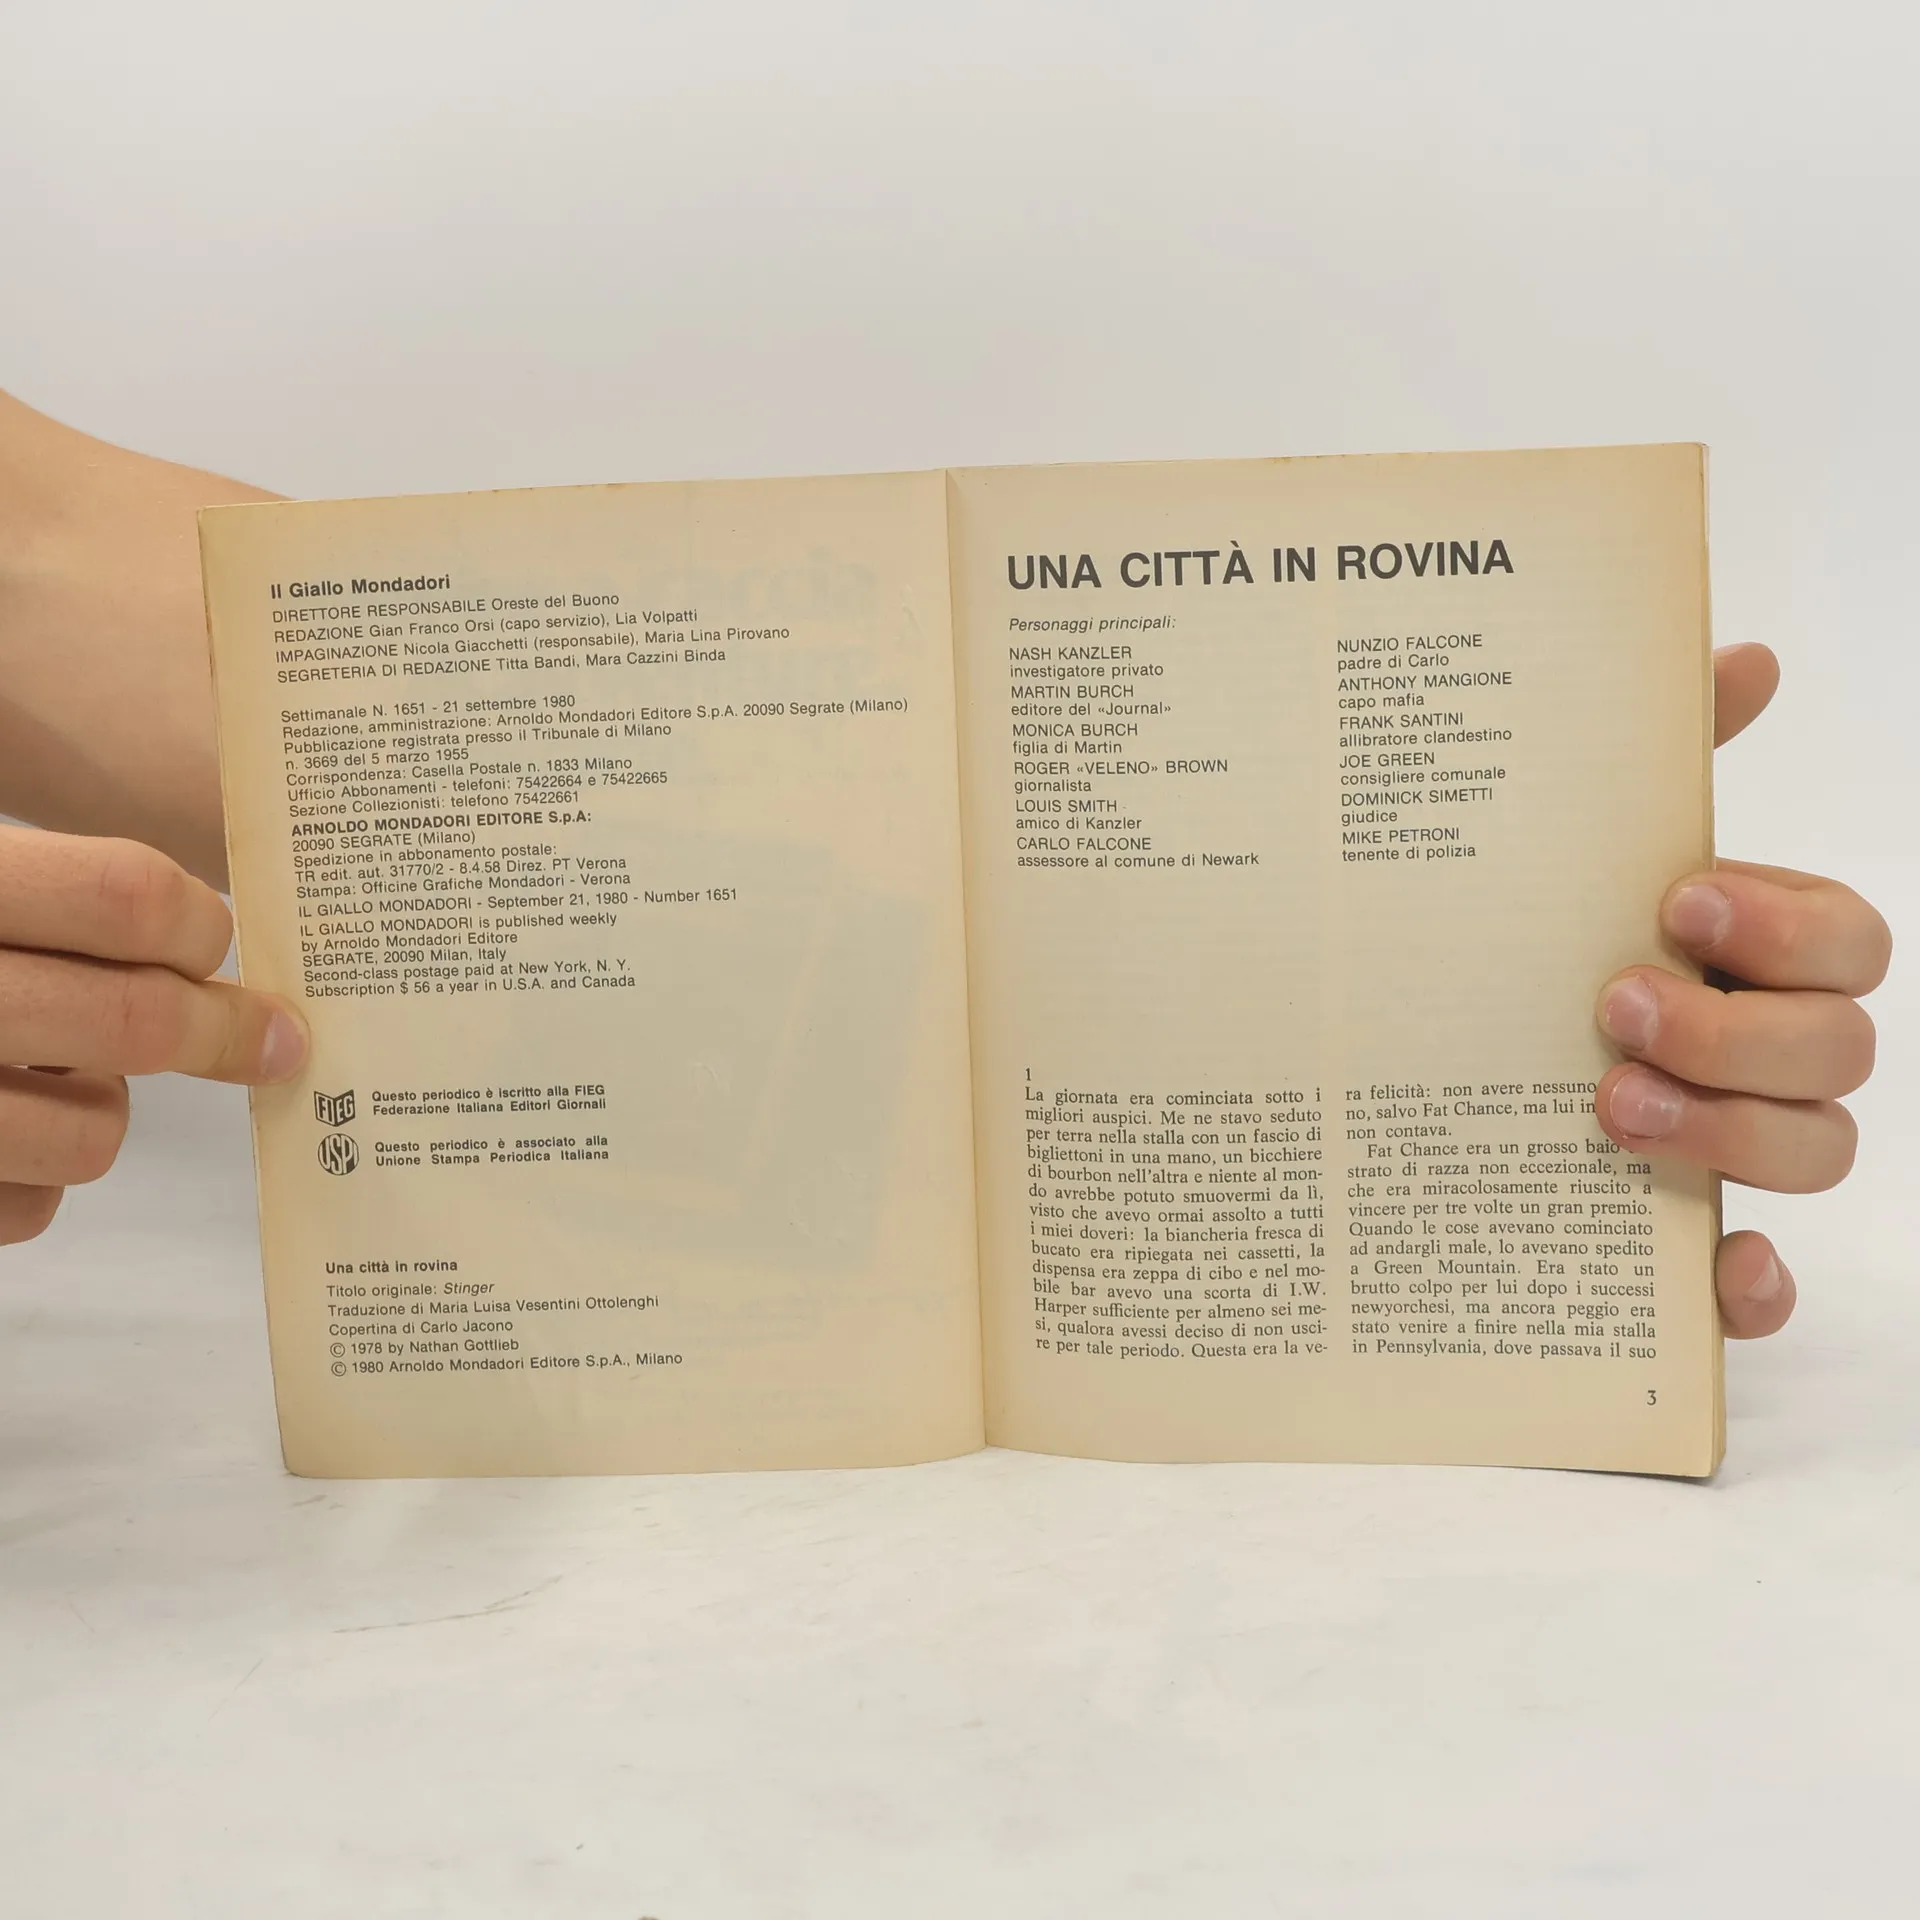 Il Giallo Mondadori
DIRETTORE RESPONSABILE Oreste del Buono
REDAZIONE Gian Franco Orsi (capo servizio), Lia Volpatti
IMPAGINAZIONE Nicola Giacchetti (responsabile), Maria Lina Pirovano
SEGRETERIA DI REDAZIONE Titta Bandi, Mara Cazzini Binda
Settimanale N. 1651 - 21 settembre 1980
Redazione, amministrazione: Arnoldo Mondadori Editore S.p.A. 20090 Segrate (Milano)
Pubblicazione registrata presso il Tribunale di Milano
n. 3669 del 5 marzo 1955
Corrispondenza: Casella Postale n. 1833 Milano
Ufficio Abbonamenti - telefoni: 75422664 e 75422665
Sezione Collezionisti: telefono 75422661
ARNOLDO MONDADORI EDITORE S.p.A:
20090 SEGRATE (Milano)
Spedizione in abbonamento postale:
TR edit. aut. 31770/2 - 8.4.58 Direz. PT Verona
Stampa: Officine Grafiche Mondadori - Verona
IL GIALLO MONDADORI - September 21, 1980 - Number 1651
IL GIALLO MONDADORI is published weekly
by Arnoldo Mondadori Editore
SEGRATE, 20090 Milan, Italy
Second-class postage paid at New York, N. Y.
Subscription $ 56 a year in U.S.A. and Canada
FIEG
Questo periodico è iscritto alla FIEG
Federazione Italiana Editori Giornali
USPI
Questo periodico è associato alla
Unione Stampa Periodica Italiana
Una città in rovina
Titolo originale: Stinger
Traduzione di Maria Luisa Vesentini Ottolenghi
Copertina di Carlo Jacono
© 1978 by Nathan Gottlieb
© 1980 Arnoldo Mondadori Editore S.p.A., Milano
UNA CITTÀ IN ROVINA
Personaggi principali:
NASH KANZLER
investigatore privato
MARTIN BURCH
editore del «Journal»
MONICA BURCH
figlia di Martin
ROGER «VELENO» BROWN
giornalista
LOUIS SMITH
amico di Kanzler
CARLO FALCONE
assessore al comune di Newark
NUNZIO FALCONE
padre di Carlo
ANTHONY MANGIONE
capo mafia
FRANK SANTINI
allibratore clandestino
JOE GREEN
consigliere comunale
DOMINICK SIMETTI
giudice
MIKE PETRONI
tenente di polizia
1
La giornata era cominciata sotto i
migliori auspici. Me ne stavo seduto
per terra nella stalla con un fascio di
bigliettoni in una mano, un bicchiere
di bourbon nell'altra e niente al mon-
do avrebbe potuto smuovermi da lì,
visto che avevo ormai assolto a tutti
i miei doveri: la biancheria fresca di
bucato era ripiegata nei cassetti, la
dispensa era zeppa di cibo e nel mo-
bile bar avevo una scorta di I.W.
Harper sufficiente per almeno sei me-
si, qualora avessi deciso di non usci-
re per tale periodo. Questa era la ve-
ra felicità: non avere nessuno
no, salvo Fat Chance, ma lui in
non contava.
Fat Chance era un grosso baio
strato di razza non eccezionale, ma
che era miracolosamente riuscito a
vincere per tre volte un gran premio.
Quando le cose avevano cominciato
ad andargli male, lo avevano spedito
a Green Mountain. Era stato un
brutto colpo per lui dopo i successi
newyorchesi, ma ancora peggio era
stato venire a finire nella mia stalla
in Pennsylvania, dove passava il suo
3